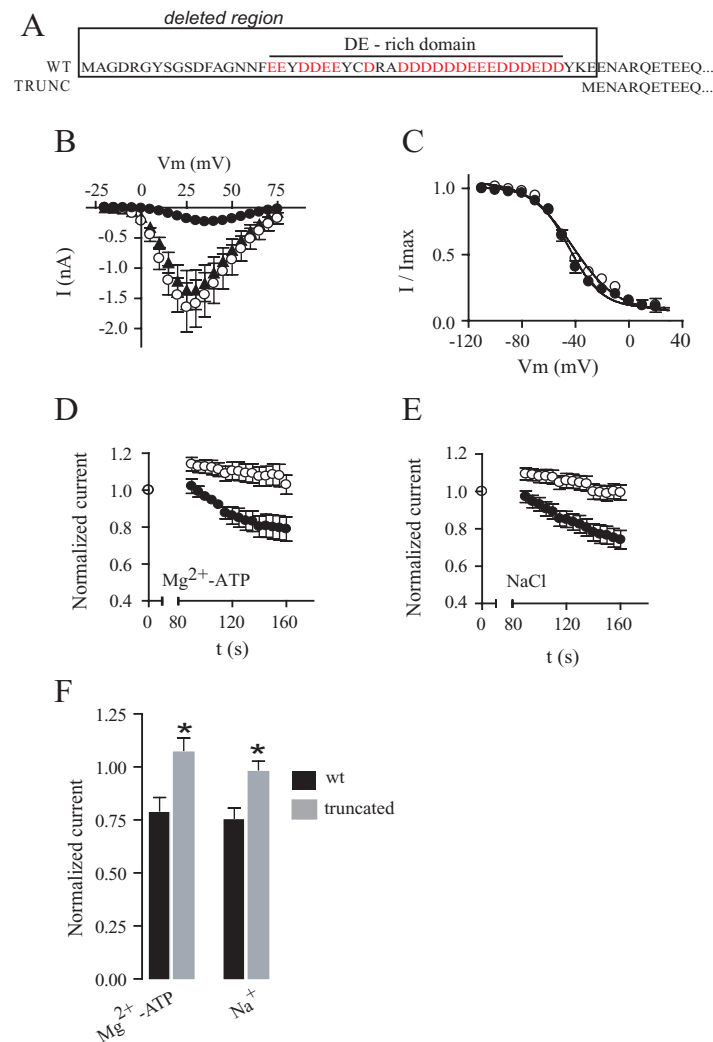 A
deleted region
DE - rich domain
WT MAGDRGYSGSDFAGNNFEEYDDEEYCDRADDDDDDEEEDDDEDDYKEENARQETEEQ...
TRUNC MENARQETEEQ...
B
Vm (mV)
-25 0 25 50 75
-0.5
-1.0
-1.5
-2.0
I (nA)
C
I / Imax
1.0
0.5
0.0
-120 -80 -40 0 40
Vm (mV)
D
Normalized current
1.2
1.0
0.8
0.6
0.4
Mg2+-ATP
0 80 120 160
t (s)
E
Normalized current
1.2
1.0
0.8
0.6
0.4
NaCl
0 80 120 160
t (s)
F
Normalized current
1.25
1.00
0.75
0.50
0.25
0.00
* *
wt
truncated
Mg2+-ATP
Na+